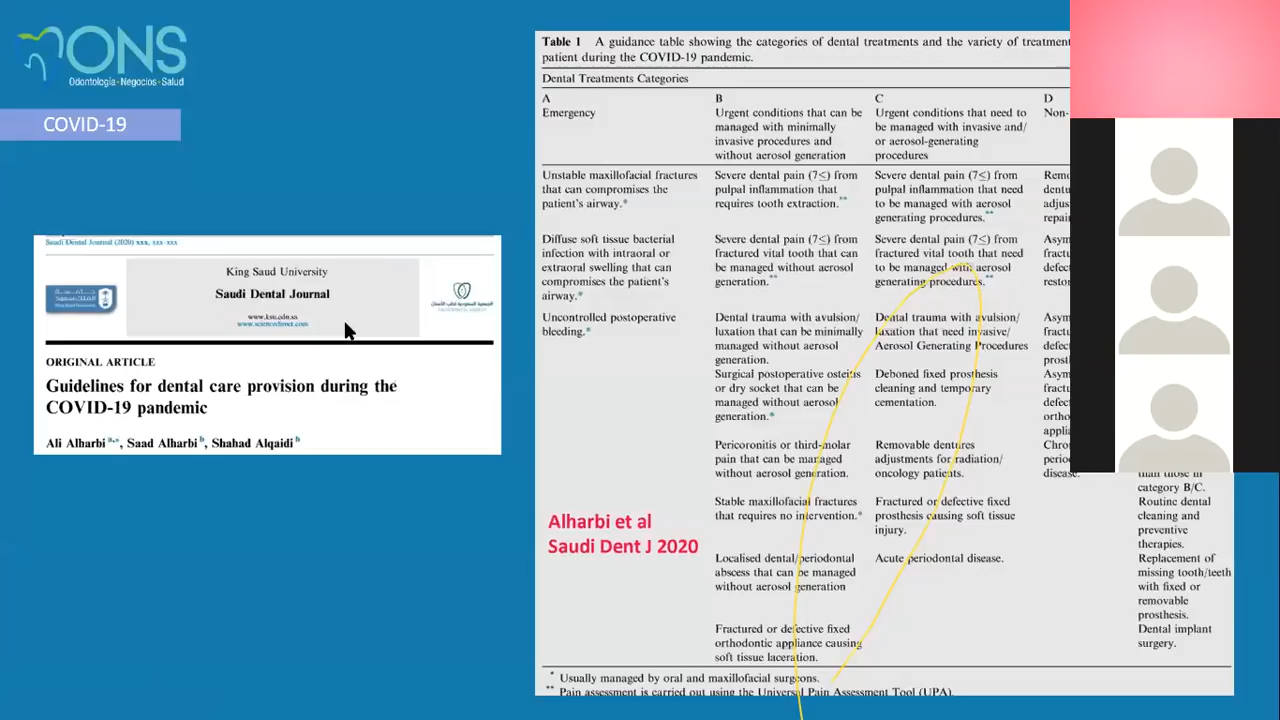 ONS
Odontología - Negocios - Salud
COVID-19
Saudi Dental Journal (2020) xxx, xxx–xxx
King Saud University
Saudi Dental Journal
www.ksu.edu.sa
www.sciencedirect.com
ORIGINAL ARTICLE
Guidelines for dental care provision during the
COVID-19 pandemic
Ali Alharbi a,*, Saad Alharbi b, Shahad Alqaidi b
Table 1 A guidance table showing the categories of dental treatments and the variety of treatment
patient during the COVID-19 pandemic.
Dental Treatments Categories
A
Emergency
B
Urgent conditions that can be
managed with minimally
invasive procedures and
without aerosol generation
C
Urgent conditions that need to
be managed with invasive and/
or aerosol-generating
procedures
D
Non-
Unstable maxillofacial fractures
that can compromises the
patient's airway.*
Severe dental pain (7≤) from
pulpal inflammation that
requires tooth extraction.**
Severe dental pain (7≤) from
pulpal inflammation that need
to be managed with aerosol
generating procedures.**
Diffuse soft tissue bacterial
infection with intraoral or
extraoral swelling that can
compromises the patient's
airway.*
Severe dental pain (7≤) from
fractured vital tooth that can
be managed without aerosol
generation.**
Severe dental pain (7≤) from
fractured vital tooth that need
to be managed with aerosol
generating procedures.**
Uncontrolled postoperative
bleeding.*
Dental trauma with avulsion/
luxation that can be minimally
managed without aerosol
generation.
Dental trauma with avulsion/
luxation that need invasive/
Aerosol Generating Procedures
Surgical postoperative osteitis
or dry socket that can be
managed without aerosol
generation.*
Deboned fixed prosthesis
cleaning and temporary
cementation.
Pericoronitis or third-molar
pain that can be managed
without aerosol generation.
Removable dentures
adjustments for radiation/
oncology patients.
disease.
than those in
category B/C.
Stable maxillofacial fractures
that requires no intervention.*
Fractured or defective fixed
prosthesis causing soft tissue
injury.
Routine dental
cleaning and
preventive
therapies.
Localised dental/periodontal
abscess that can be managed
without aerosol generation
Acute periodontal disease.
Replacement of
missing tooth/teeth
with fixed or
removable
prosthesis.
Fractured or defective fixed
orthodontic appliance causing
soft tissue laceration.
Dental implant
surgery.
Alharbi et al
Saudi Dent J 2020
* Usually managed by oral and maxillofacial surgeons.
** Pain assessment is carried out using the Universal Pain Assessment Tool (UPA).